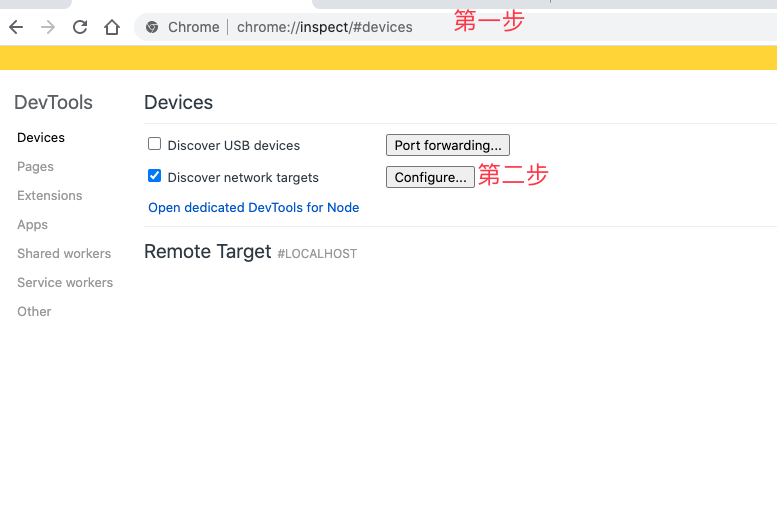 Chrome chrome://inspect/#devices 第一步
DevTools
Devices
Pages
Extensions
Apps
Shared workers
Service workers
Other
Devices
Discover USB devices Port forwarding...
Discover network targets Configure... 第二步
Open dedicated DevTools for Node
Remote Target #LOCALHOST